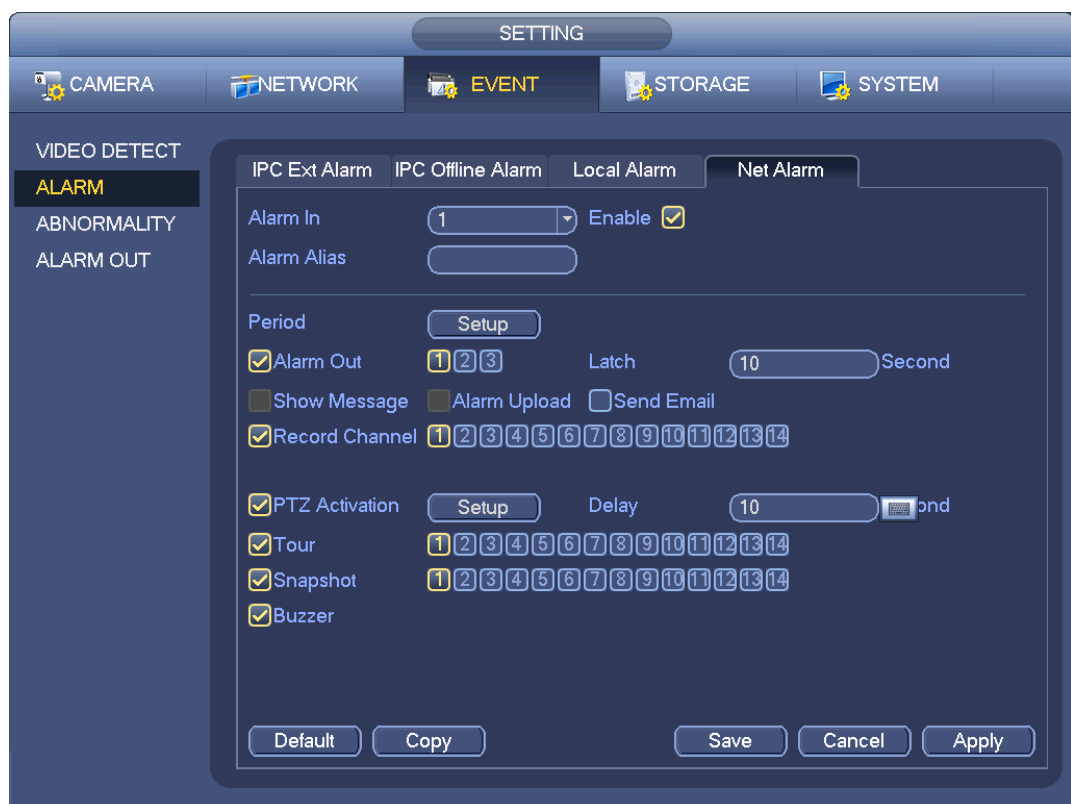 SETTING
CAMERA NETWORK EVENT STORAGE SYSTEM
VIDEO DETECT
ALARM
ABNORMALITY
ALARM OUT
IPC Ext Alarm IPC Offline Alarm Local Alarm Net Alarm
Alarm In 1 Enable
Alarm Alias
Period Setup
Alarm Out 1 2 3 Latch 10 Second
Show Message Alarm Upload Send Email
Record Channel 1 2 3 4 5 6 7 8 9 10 11 12 13 14
PTZ Activation Setup Delay 10 ond
Tour 1 2 3 4 5 6 7 8 9 10 11 12 13 14
Snapshot 1 2 3 4 5 6 7 8 9 10 11 12 13 14
Buzzer
Default Copy Save Cancel Apply